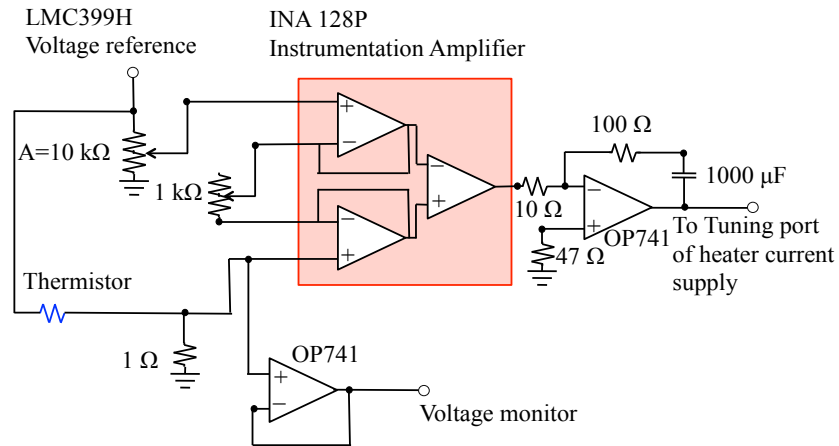 LMC399H
Voltage reference
INA 128P
Instrumentation Amplifier
A=10 kΩ
1 kΩ
100 Ω
1000 μF
10 Ω
OP741
47 Ω
To Tuning port
of heater current
supply
Thermistor
1 Ω
OP741
Voltage monitor
+
−
−
+
−
+
−
+
+
−